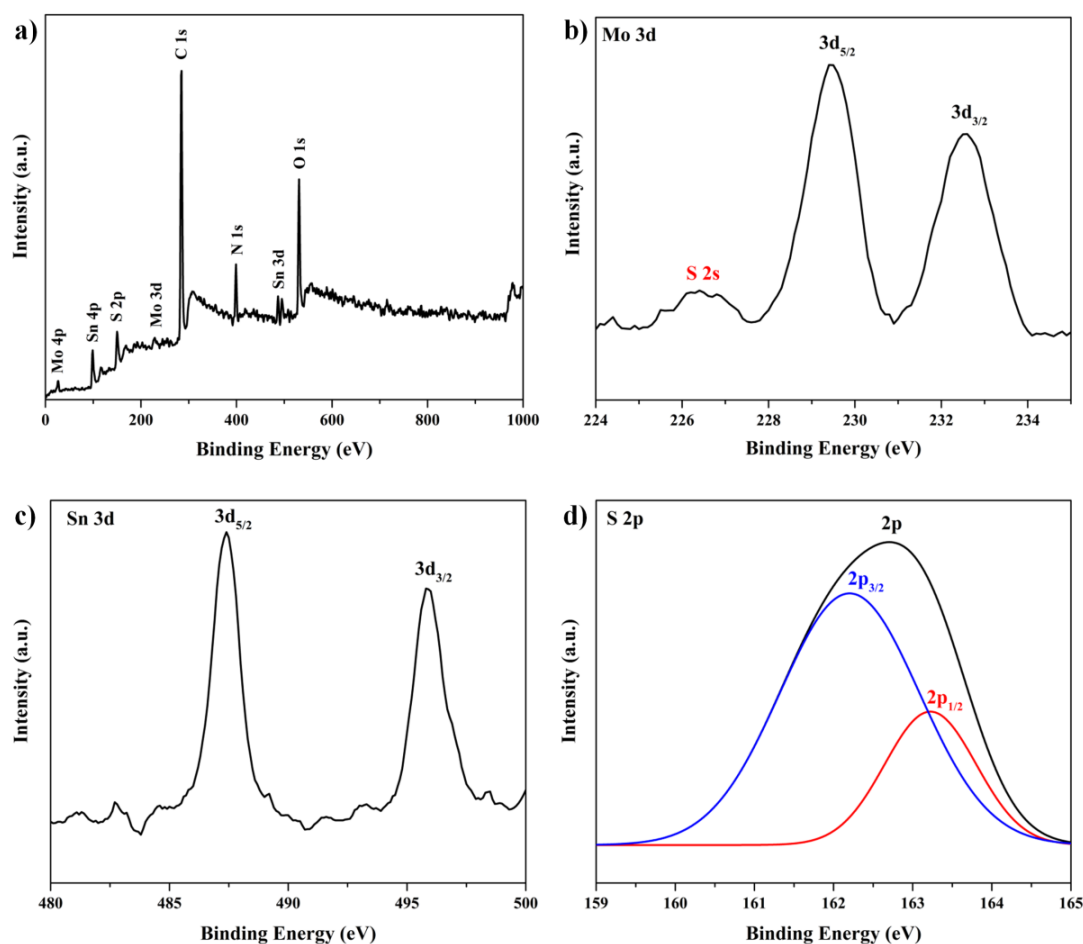 a)
Intensity (a.u.)
Mo 4p
Sn 4p
S 2p
Mo 3d
C 1s
N 1s
Sn 3d
O 1s
0 200 400 600 800 1000
Binding Energy (eV)
b)
Mo 3d
Intensity (a.u.)
S 2s
3d5/2
3d3/2
224 226 228 230 232 234
Binding Energy (eV)
c)
Sn 3d
Intensity (a.u.)
3d5/2
3d3/2
480 485 490 495 500
Binding Energy (eV)
d)
S 2p
Intensity (a.u.)
2p
2p3/2
2p1/2
159 160 161 162 163 164 165
Binding Energy (eV)